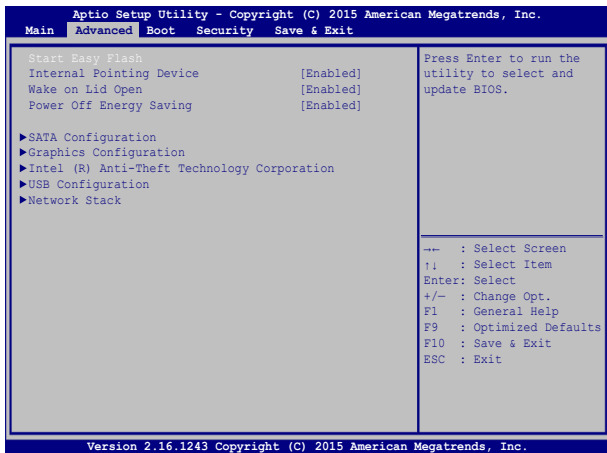 Aptio Setup Utility - Copyright (C) 2015 American Megatrends, Inc.
Main Advanced Boot Security Save & Exit
Start Easy Flash
Internal Pointing Device [Enabled]
Wake on Lid Open [Enabled]
Power Off Energy Saving [Enabled]
▶SATA Configuration
▶Graphics Configuration
▶Intel (R) Anti-Theft Technology Corporation
▶USB Configuration
▶Network Stack
Press Enter to run the
utility to select and
update BIOS.
→← : Select Screen
↑↓ : Select Item
Enter: Select
+/— : Change Opt.
F1 : General Help
F9 : Optimized Defaults
F10 : Save & Exit
ESC : Exit
Version 2.16.1243 Copyright (C) 2015 American Megatrends, Inc.